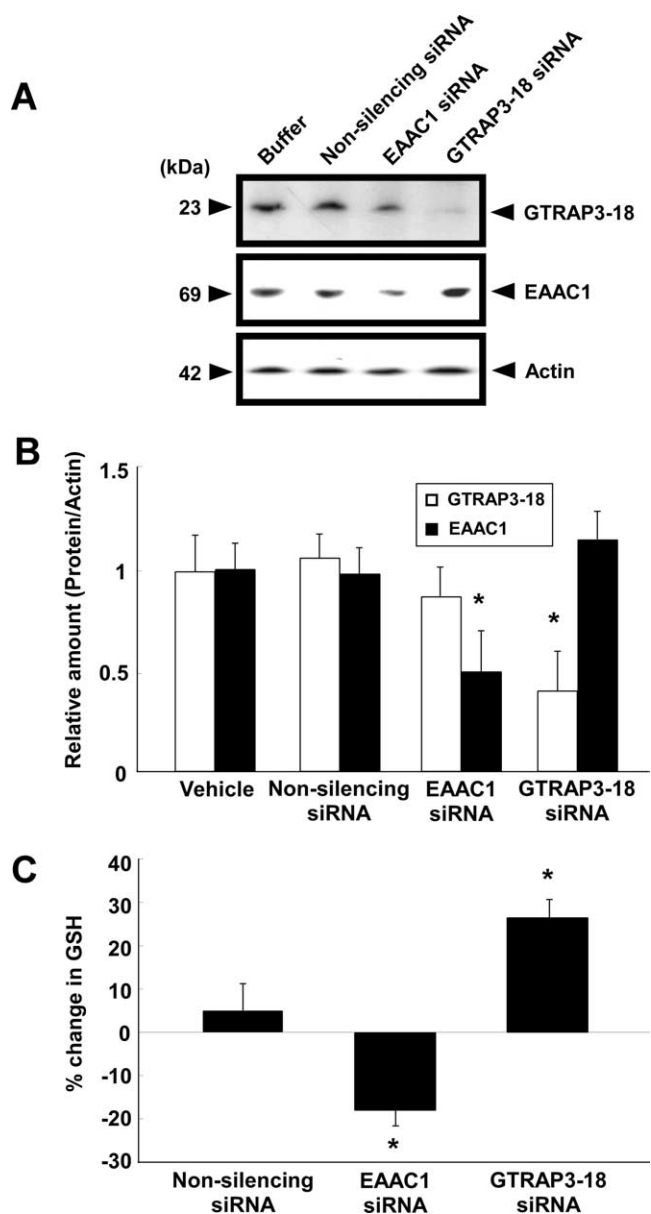 A
Buffer
Non-silencing siRNA
EAAC1 siRNA
GTRAP3-18 siRNA
(kDa)
23
GTRAP3-18
69
EAAC1
42
Actin
B
Relative amount (Protein/Actin)
1.5
1
0.5
0
GTRAP3-18
EAAC1
*
*
Vehicle
Non-silencing
siRNA
EAAC1
siRNA
GTRAP3-18
siRNA
C
% change in GSH
40
30
20
10
0
-10
-20
-30
*
*
Non-silencing
siRNA
EAAC1
siRNA
GTRAP3-18
siRNA